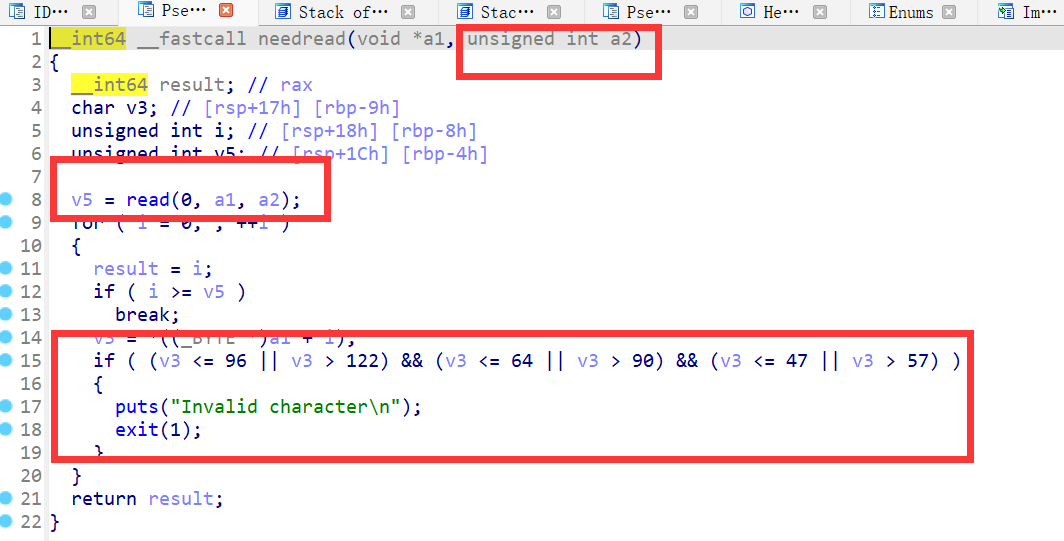 ID… Pse… Stack of… Stac… Pse… He… Enums Im…
1 __int64 __fastcall needread(void *a1, unsigned int a2)
2 {
3 __int64 result; // rax
4 char v3; // [rsp+17h] [rbp-9h]
5 unsigned int i; // [rsp+18h] [rbp-8h]
6 unsigned int v5; // [rsp+1Ch] [rbp-4h]
7
8 v5 = read(0, a1, a2);
9 for ( i = 0; ; ++i )
10 {
11 result = i;
12 if ( i >= v5 )
13 break;
14 v3 = *((_BYTE *)a1 + i);
15 if ( (v3 <= 96 || v3 > 122) && (v3 <= 64 || v3 > 90) && (v3 <= 47 || v3 > 57) )
16 {
17 puts("Invalid character\n");
18 exit(1);
19 }
20 }
21 return result;
22 }